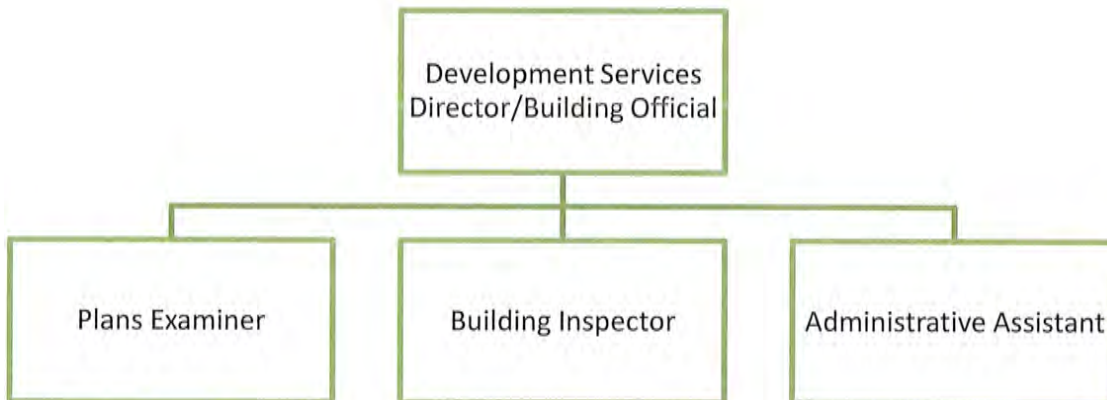 Development Services
Director/Building Official
Plans Examiner
Building Inspector
Administrative Assistant